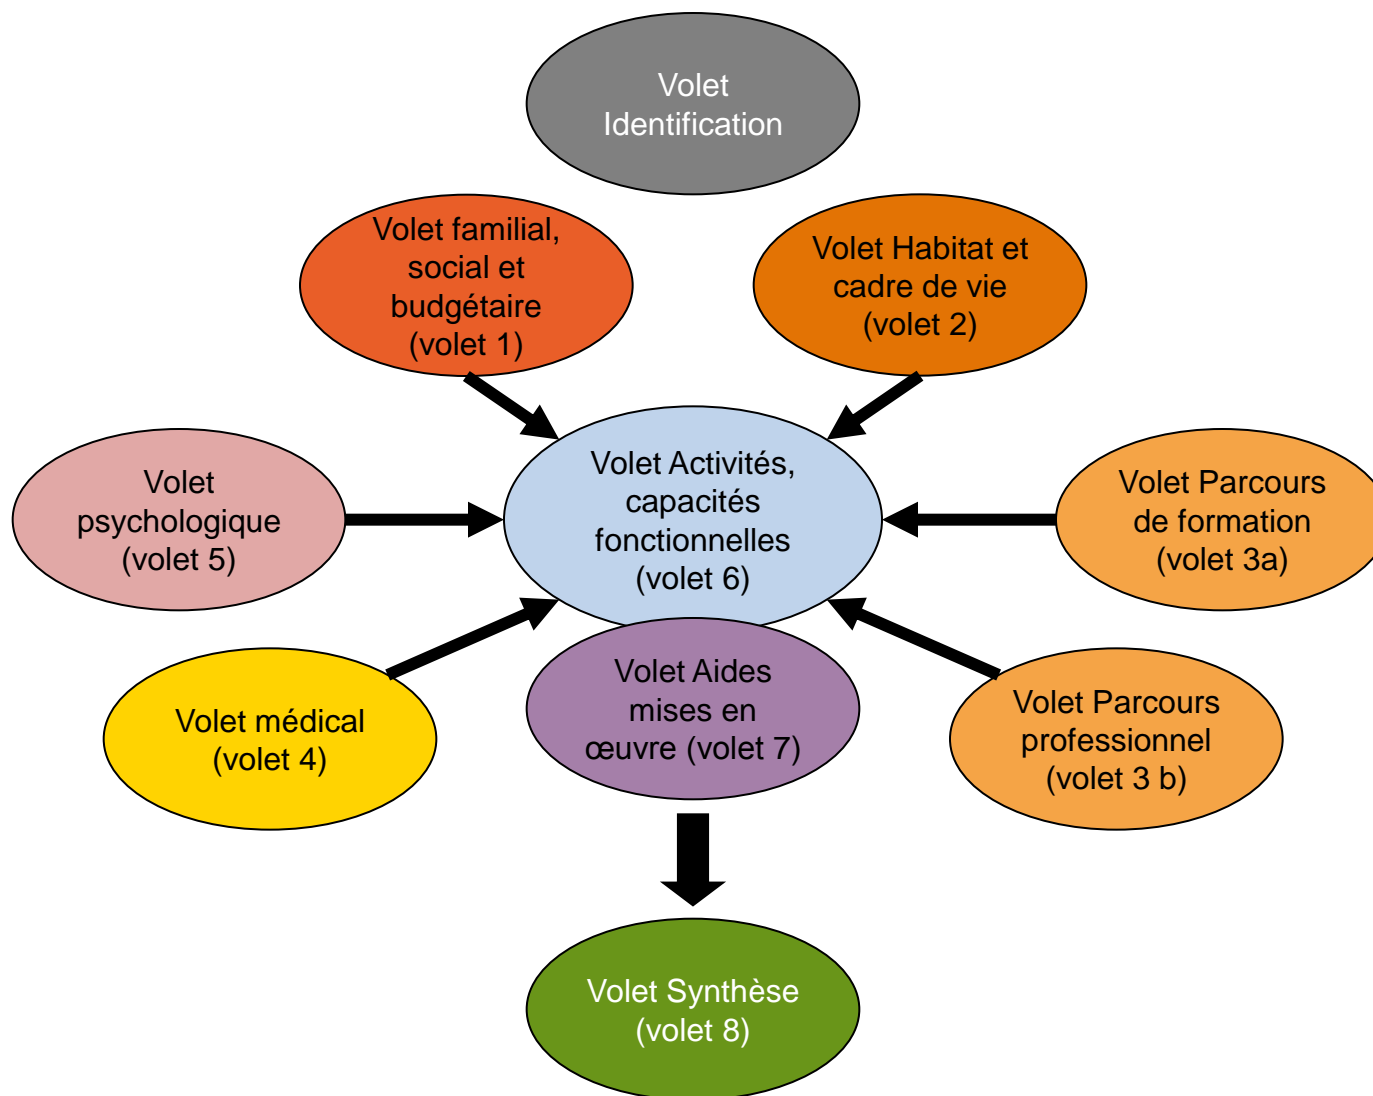 Volet
Identification
Volet familial,
social et
budgétaire
(volet 1)
Volet Habitat et
cadre de vie
(volet 2)
Volet
psychologique
(volet 5)
Volet Activités,
capacités
fonctionnelles
(volet 6)
Volet Parcours
de formation
(volet 3a)
Volet médical
(volet 4)
Volet Aides
mises en
œuvre (volet 7)
Volet Parcours
professionnel
(volet 3 b)
Volet Synthèse
(volet 8)